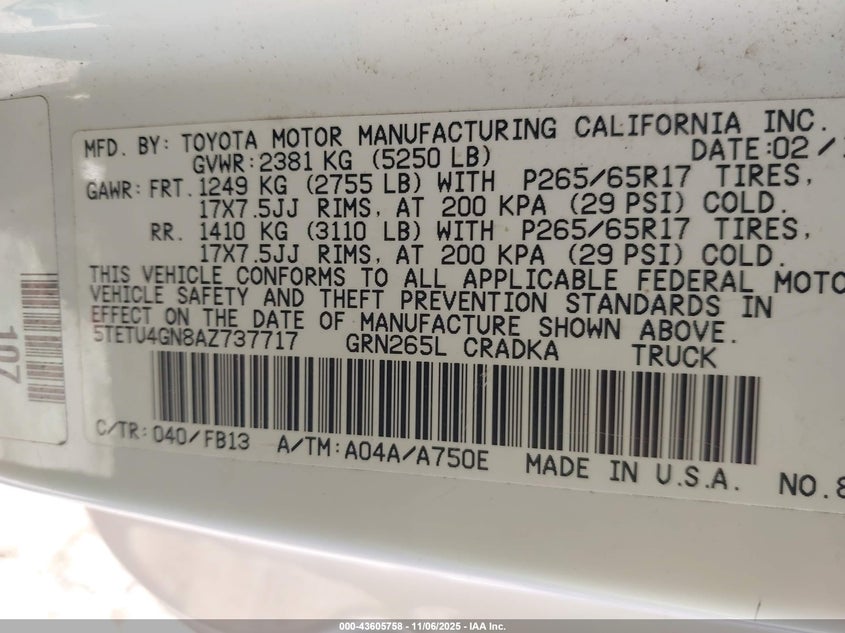 MFD. BY: TOYOTA MOTOR MANUFACTURING CALIFORNIA INC.
GVWR: 2381 KG (5250 LB) DATE: 02/
GAWR: FRT. 1249 KG (2755 LB) WITH P265/65R17 TIRES,
17X7.5JJ RIMS, AT 200 KPA (29 PSI) COLD.
RR. 1410 KG (3110 LB) WITH P265/65R17 TIRES,
17X7.5JJ RIMS, AT 200 KPA (29 PSI) COLD.
THIS VEHICLE CONFORMS TO ALL APPLICABLE FEDERAL MOTO
VEHICLE SAFETY AND THEFT PREVENTION STANDARDS IN
EFFECT ON THE DATE OF MANUFACTURE SHOWN ABOVE.
5TETU4GN8AZ737717 GRN265L CRADKA TRUCK
C/TR: 040/FB13 A/TM: A04A/A750E MADE IN U.S.A. NO.8
107
000-43605758 - 11/06/2025 - IAA Inc.